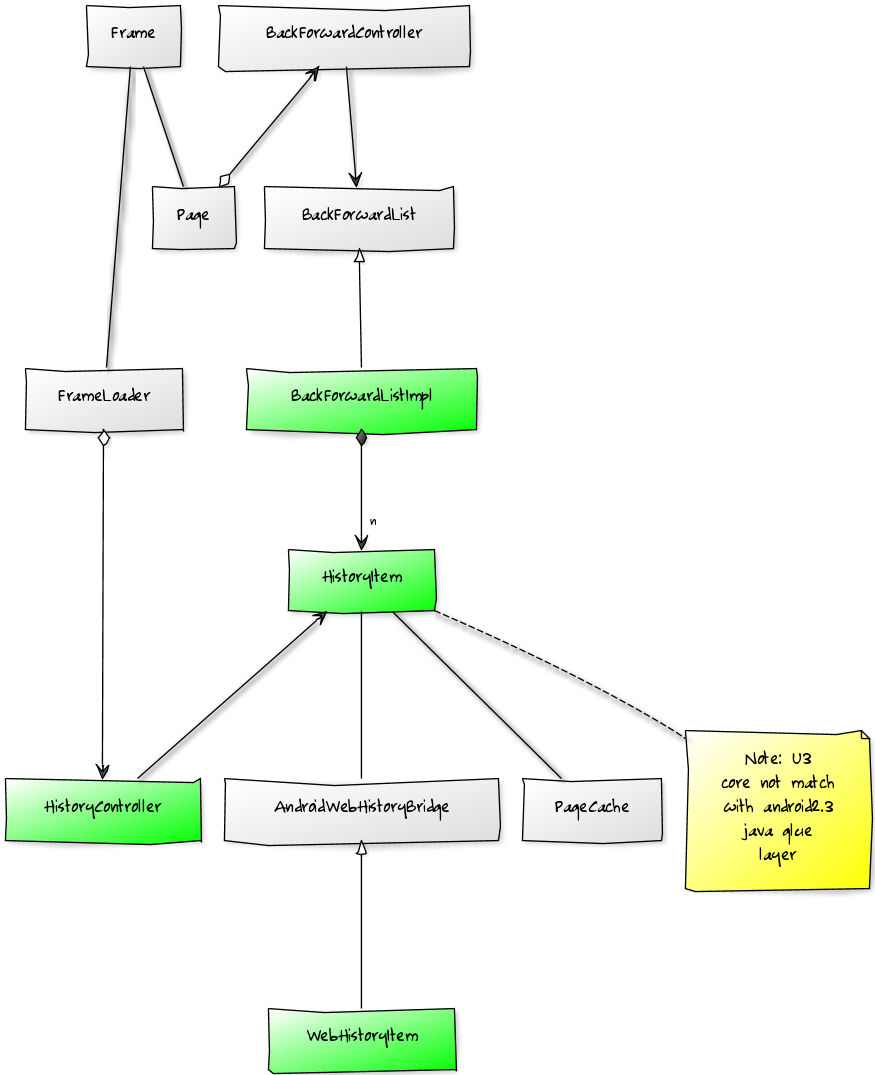 Frame
BackForwardController
Page
BackForwardList
FrameLoader
BackForwardListImpl
n
HistoryItem
HistoryController
AndroidWebHistoryBridge
PageCache
Note: U3
core not match
with android2.3
java glue
layer
WebHistoryItem